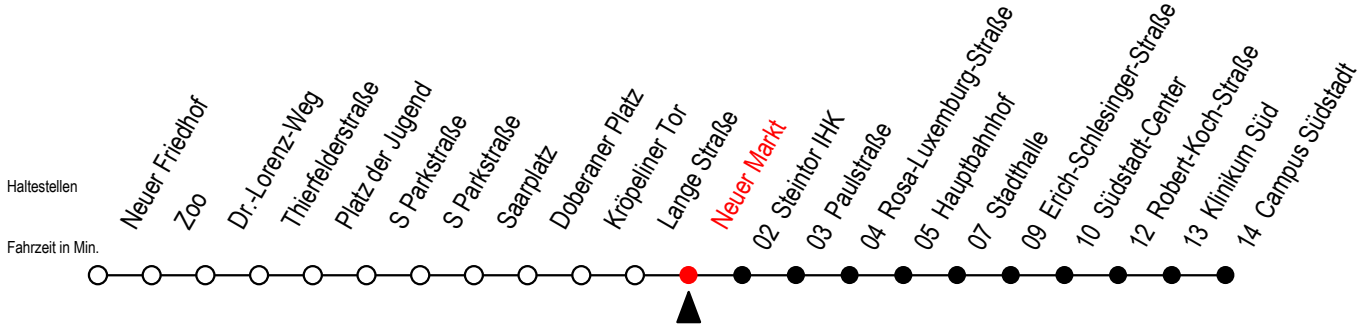 Haltestellen
Fahrzeit in Min.
Neuer Friedhof
Zoo
Dr.-Lorenz-Weg
Thierfelderstraße
Platz der Jugend
S Parkstraße
S Parkstraße
Saarplatz
Doberaner Platz
Kröpeliner Tor
Lange Straße
Neuer Markt
02 Steintor IHK
03 Paulstraße
04 Rosa-Luxemburg-Straße
05 Hauptbahnhof
07 Stadthalle
09 Erich-Schlesinger-Straße
10 Südstadt-Center
12 Robert-Koch-Straße
13 Klinikum Süd
14 Campus Südstadt